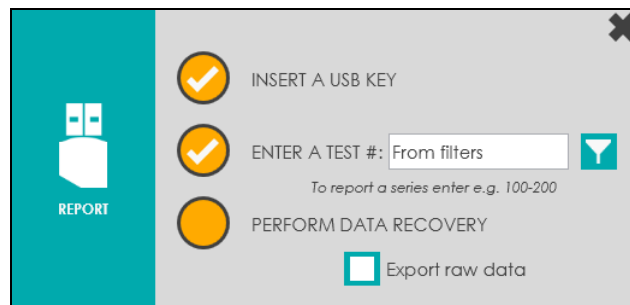 INSERT A USB KEY
ENTER A TEST #: From filters
To report a series enter e.g. 100-200
REPORT
PERFORM DATA RECOVERY
Export raw data